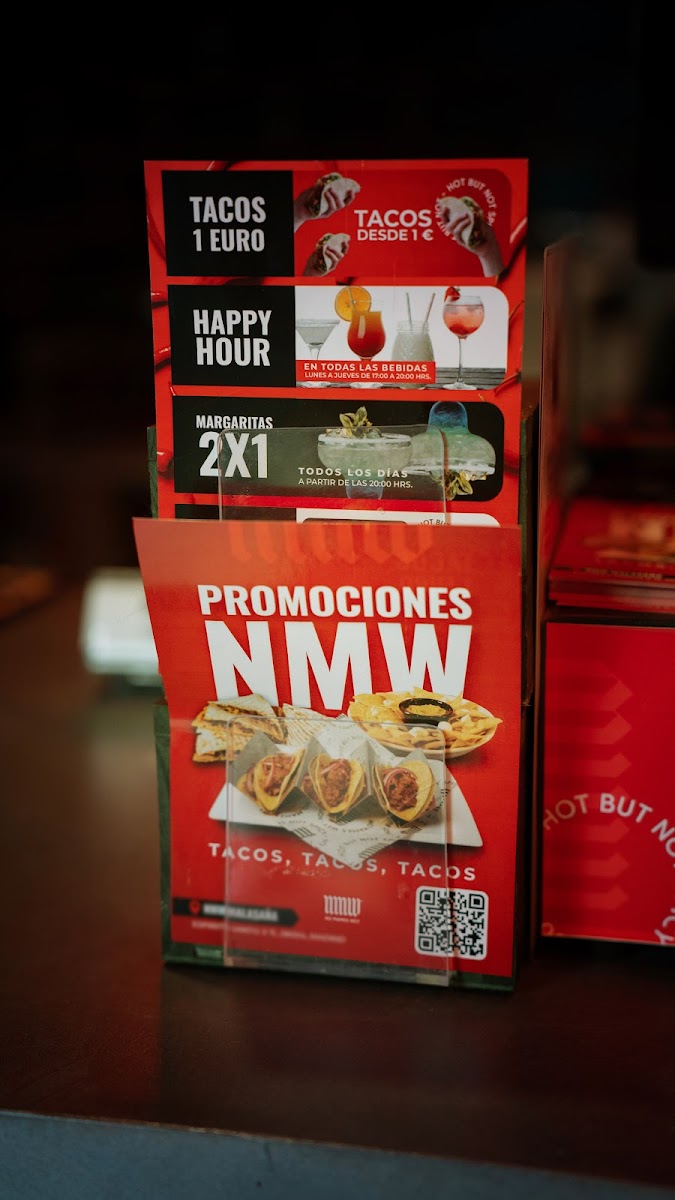 TACOS
1 EURO
TACOS
DESDE 1 €
HOT BUT NOT
HAPPY
HOUR
EN TODAS LAS BEBIDAS
LUNES A JUEVES DE 17:00 A 20:00 HRS.
MARGARITAS
2X1
TODOS LOS DÍAS
A PARTIR DE LAS 20:00 HRS.
PROMOCIONES
NMW
TACOS, TACOS, TACOS
NMW
HOT BUT NO